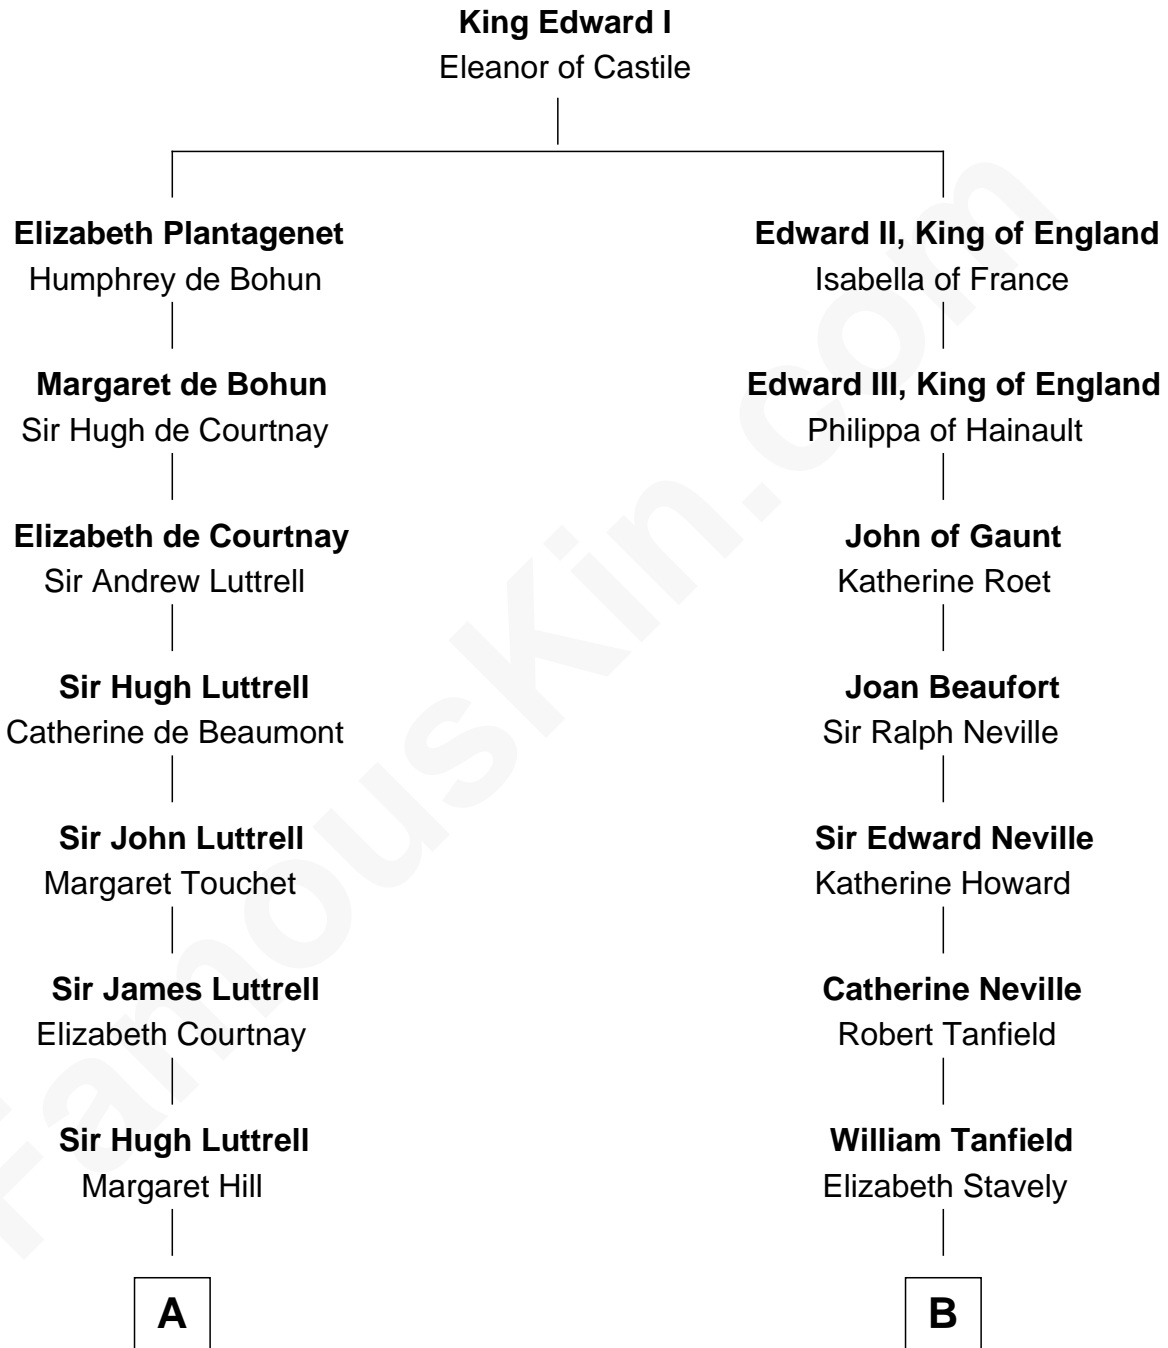 King Edward I
Eleanor of Castile
Elizabeth Plantagenet
Humphrey de Bohun
Margaret de Bohun
Sir Hugh de Courtnay
Elizabeth de Courtnay
Sir Andrew Luttrell
Sir Hugh Luttrell
Catherine de Beaumont
Sir John Luttrell
Margaret Touchet
Sir James Luttrell
Elizabeth Courtnay
Sir Hugh Luttrell
Margaret Hill
A
Edward II, King of England
Isabella of France
Edward III, King of England
Philippa of Hainault
John of Gaunt
Katherine Roet
Joan Beaufort
Sir Ralph Neville
Sir Edward Neville
Katherine Howard
Catherine Neville
Robert Tanfield
William Tanfield
Elizabeth Stavely
B
FamousKin.com